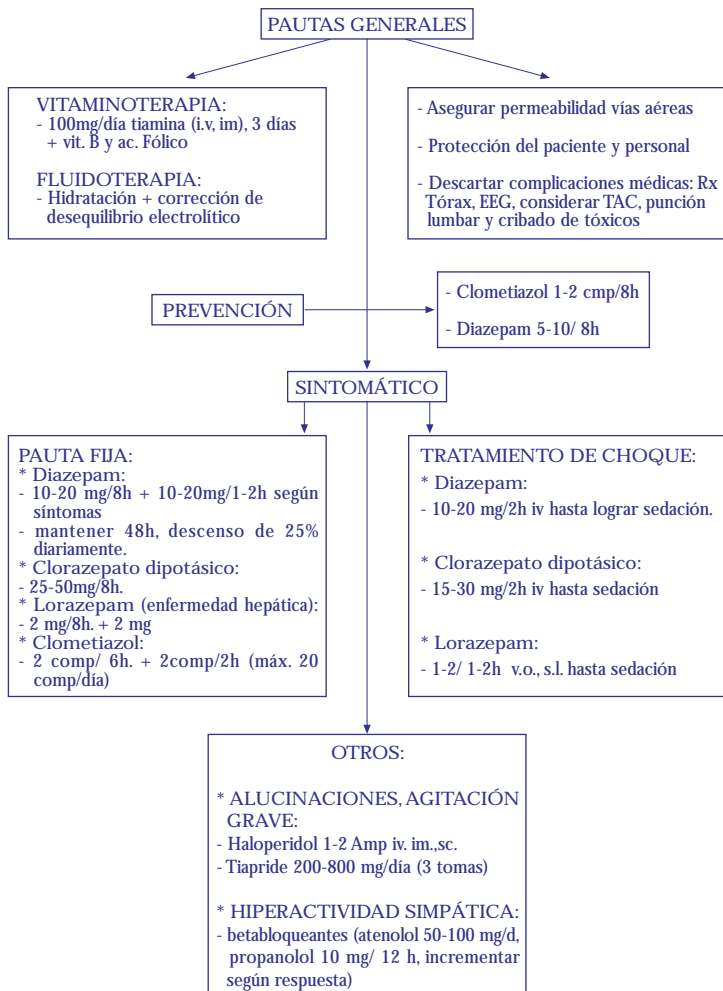 PAUTAS GENERALES
VITAMINOTERAPIA:
- 100mg/día tiamina (i.v, im), 3 días
+ vit. B y ac. Fólico
FLUIDOTERAPIA:
- Hidratación + corrección de
desequilibrio electrolítico
- Asegurar permeabilidad vías aéreas
- Protección del paciente y personal
- Descartar complicaciones médicas: Rx
Tórax, EEG, considerar TAC, punción
lumbar y cribado de tóxicos
PREVENCIÓN
- Clometiazol 1-2 cmp/8h
- Diazepam 5-10/ 8h
SINTOMÁTICO
PAUTA FIJA:
* Diazepam:
- 10-20 mg/8h + 10-20mg/1-2h según
síntomas
- mantener 48h, descenso de 25%
diariamente.
* Clorazepato dipotásico:
- 25-50mg/8h.
* Lorazepam (enfermedad hepática):
- 2 mg/8h. + 2 mg
* Clometiazol:
- 2 comp/ 6h. + 2comp/2h (máx. 20
comp/día)
TRATAMIENTO DE CHOQUE:
* Diazepam:
- 10-20 mg/2h iv hasta lograr sedación.
* Clorazepato dipotásico:
- 15-30 mg/2h iv hasta sedación
* Lorazepam:
- 1-2/ 1-2h v.o., s.l. hasta sedación
OTROS:
* ALUCINACIONES, AGITACIÓN
GRAVE:
- Haloperidol 1-2 Amp iv. im.,sc.
- Tiapride 200-800 mg/día (3 tomas)
* HIPERACTIVIDAD SIMPÁTICA:
- betabloqueantes (atenolol 50-100 mg/d,
propanolol 10 mg/ 12 h, incrementar
según respuesta)